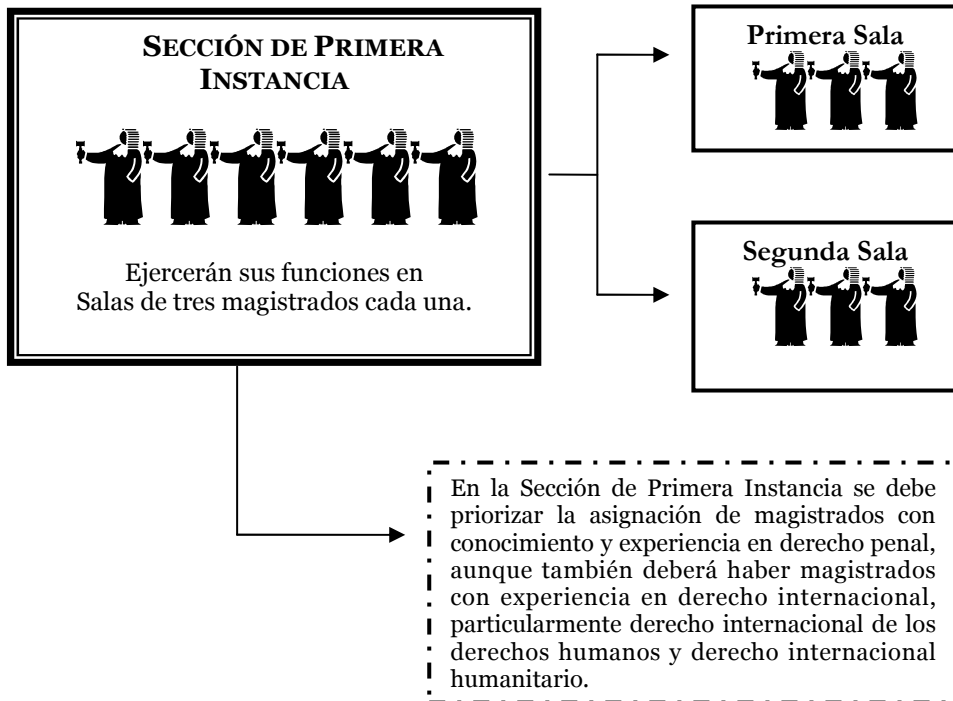 SECCIÓN DE PRIMERA
INSTANCIA
Ejercerán sus funciones en
Salas de tres magistrados cada una.
Primera Sala
Segunda Sala
En la Sección de Primera Instancia se debe
priorizar la asignación de magistrados con
conocimiento y experiencia en derecho penal,
aunque también deberá haber magistrados
con experiencia en derecho internacional,
particularmente derecho internacional de los
derechos humanos y derecho internacional
humanitario.